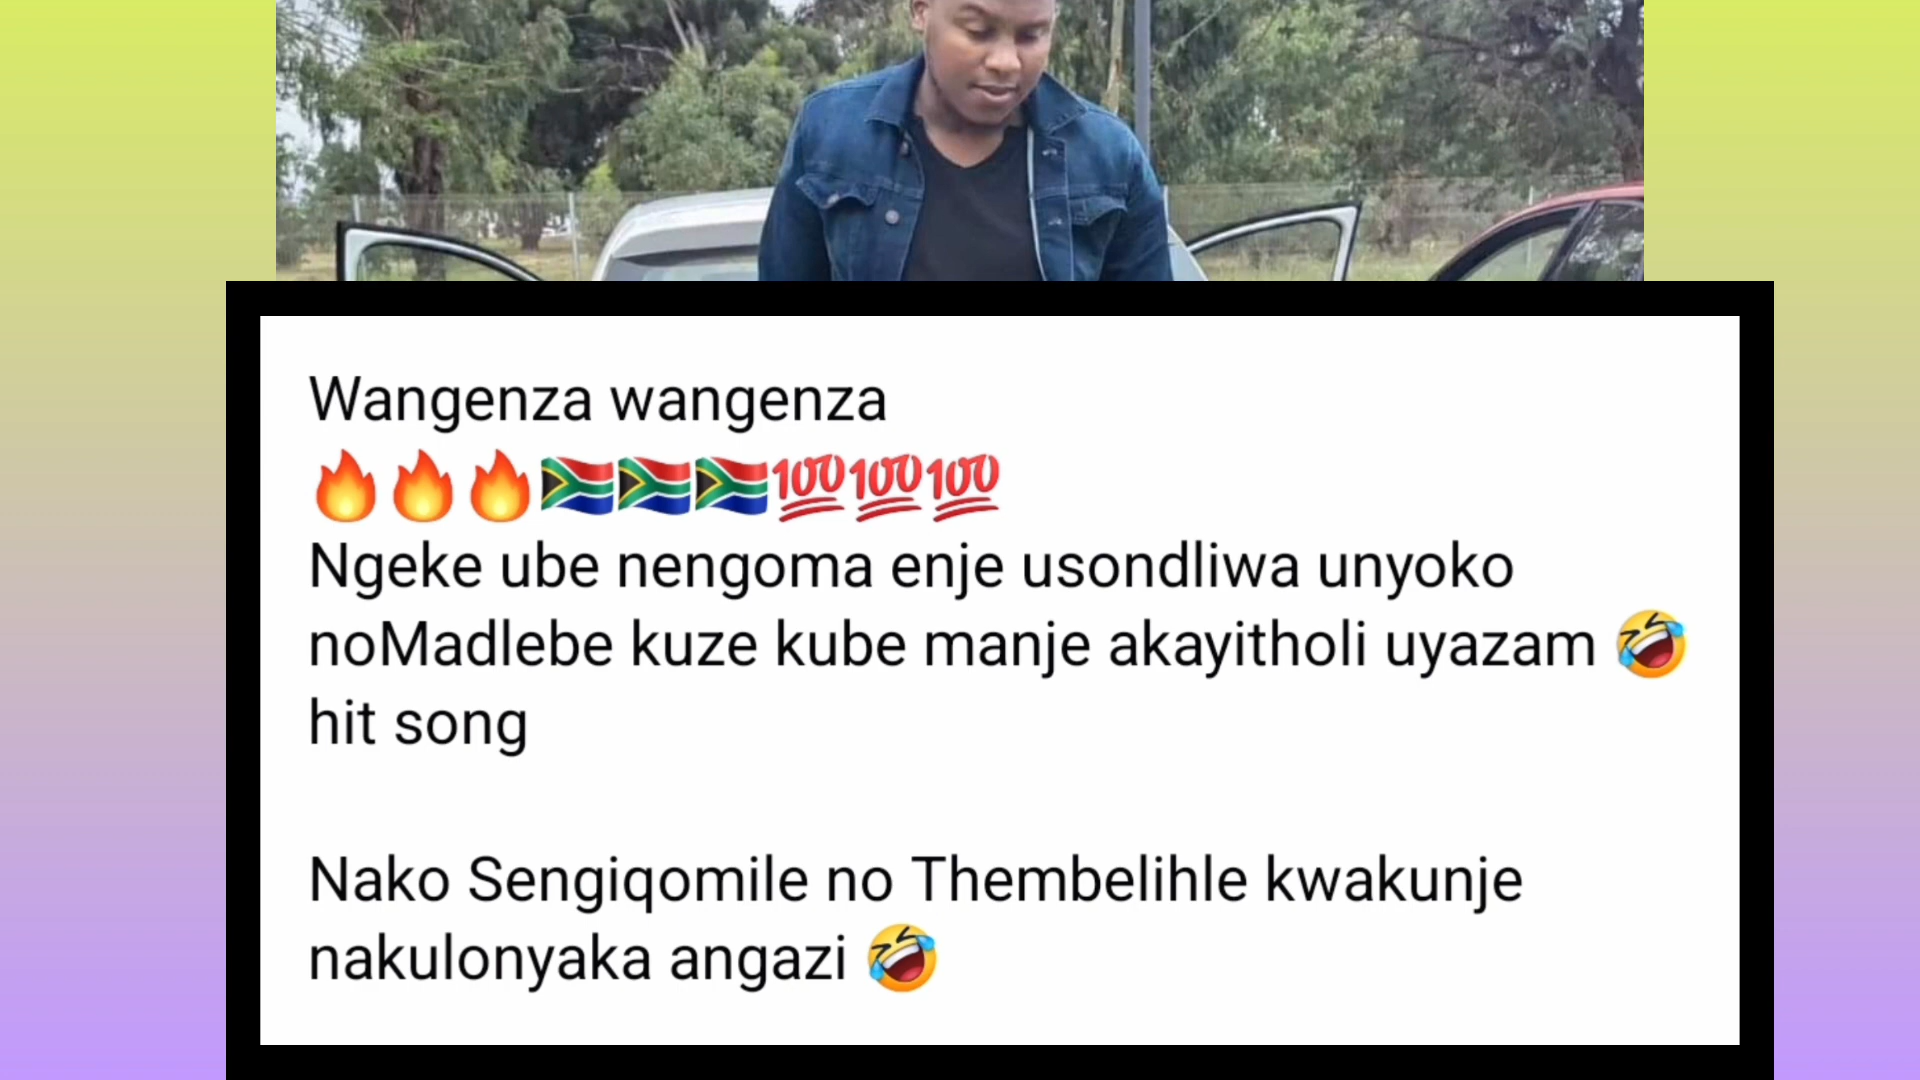 Wangenza wangenza
🔥🔥🔥🇿🇦🇿🇦🇿🇦💯💯💯
Ngeke ube nengoma enje usondliwa unyoko
noMadlebe kuze kube manje akayitholi uyazam 🤣
hit song
Nako Sengiqomile no Thembelihle kwakunje
nakulonyaka angazi 🤣